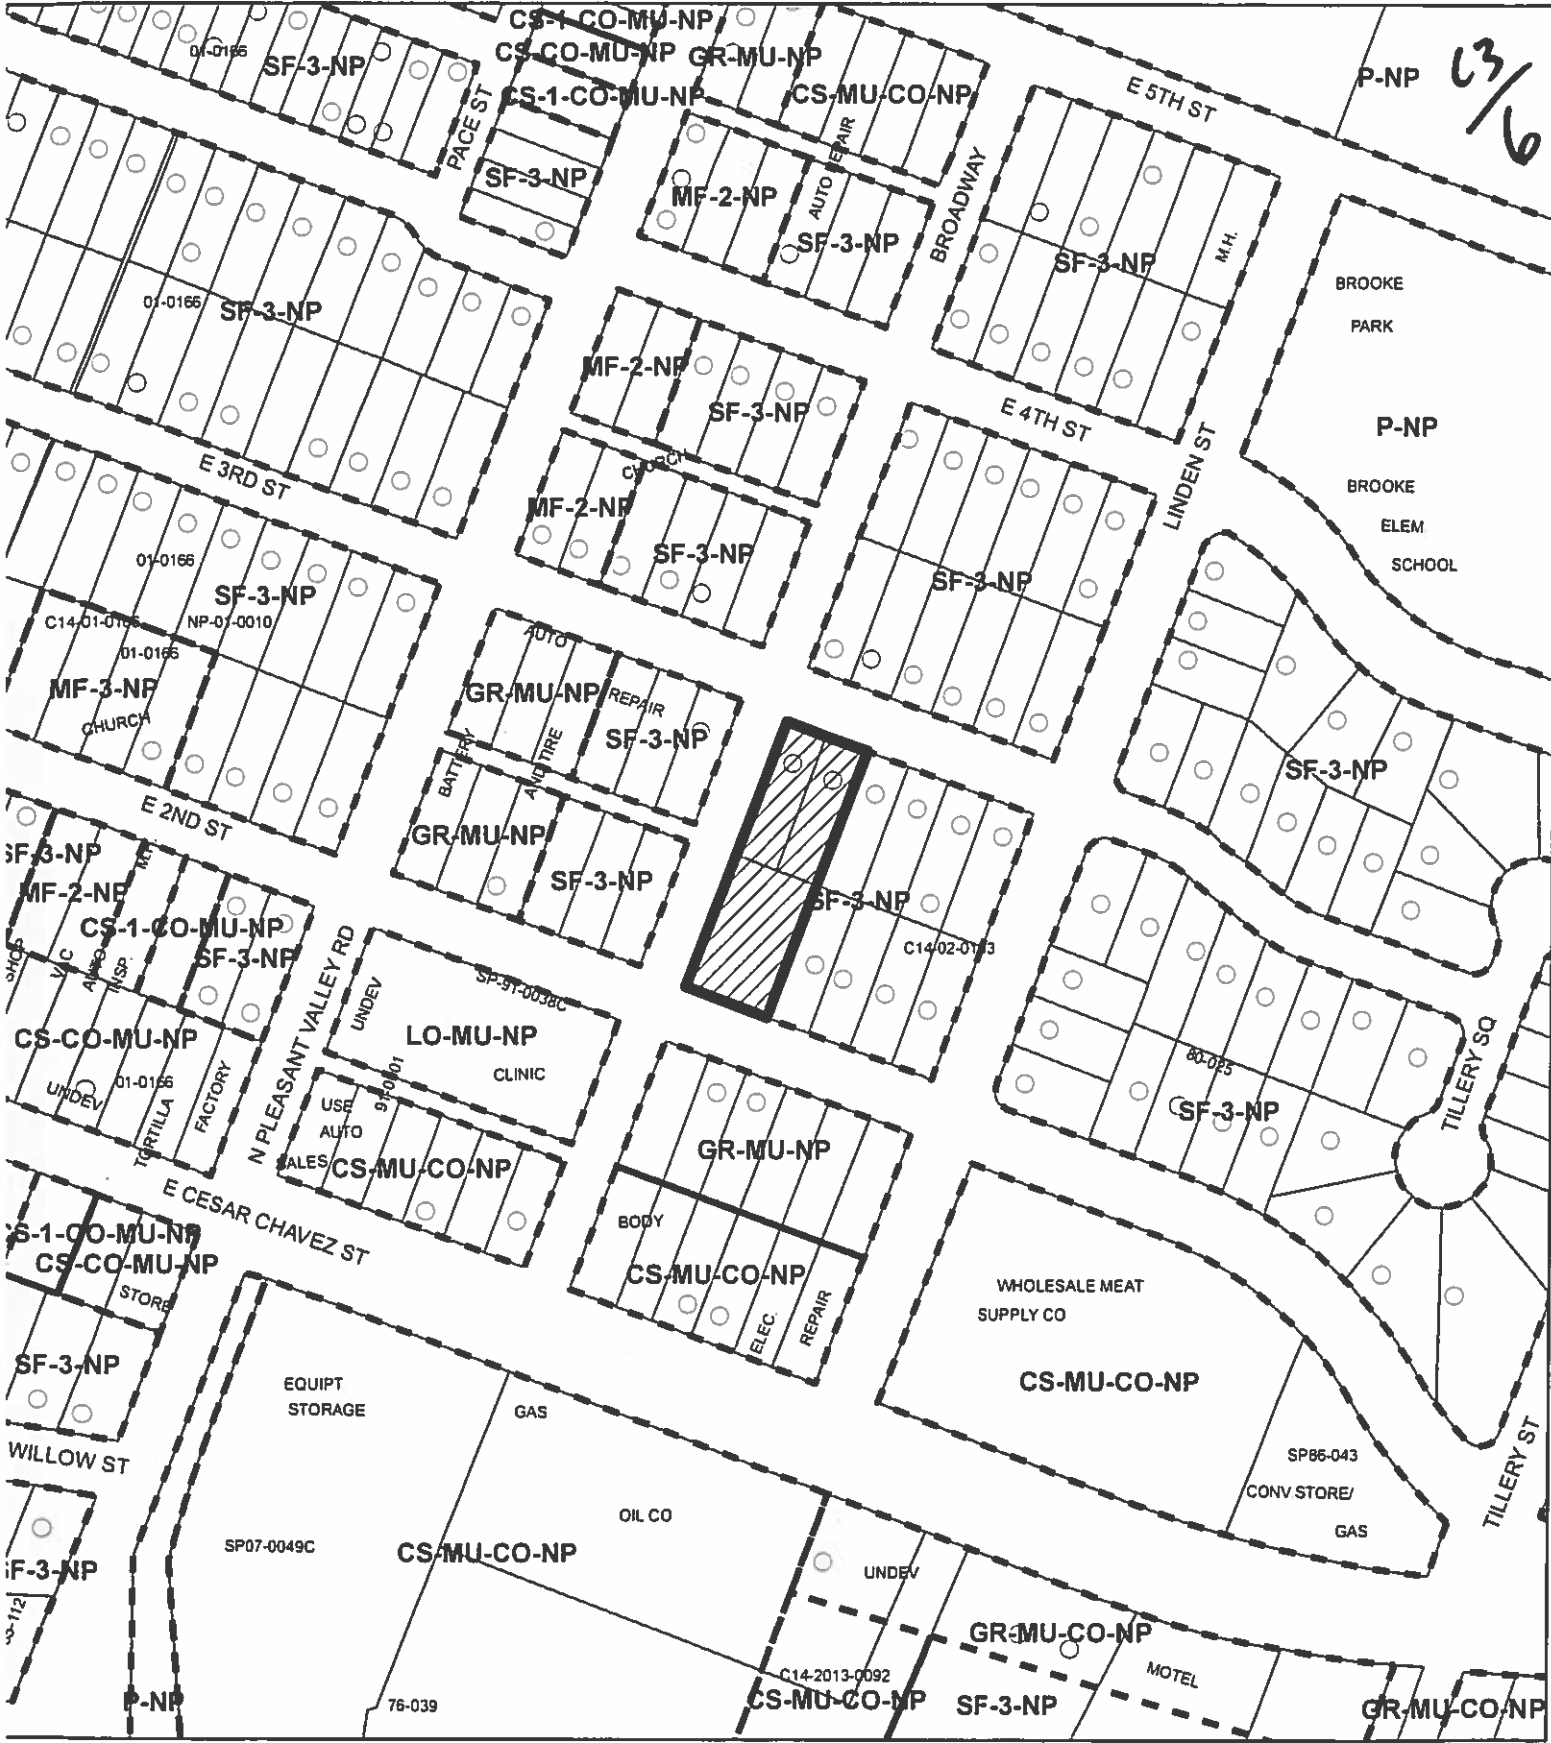 CS-1-CO-MU-NP
CS-CO-MU-NP
GR-MU-NP
01-0166
SF-3-NP
CS-1-CO-MU-NP
CS-MU-CO-NP
E 5TH ST
P-NP
C3/6
PACE ST
SF-3-NP
MF-2-NP
AUTO REPAIR
SF-3-NP
BROADWAY
SF-3-NP
M.H.
BROOKE
PARK
01-0166
SF-3-NP
MF-2-NP
SF-3-NP
E 4TH ST
P-NP
LINDEN ST
BROOKE
ELEM
SCHOOL
E 3RD ST
CHURCH
MF-2-NP
SF-3-NP
01-0166
SF-3-NP
C14-01-0166
NP-01-0010
01-0166
SF-3-NP
MF-3-NP
CHURCH
AUTO
GR-MU-NP
REPAIR
SF-3-NP
BATTERY
AND TIRE
SF-3-NP
E 2ND ST
GR-MU-NP
SF-3-NP
SF-3-NP
C14-02-0183
SF-3-NP
MF-2-NP
M.H.
CS-1-CO-MU-NP
SF-3-NP
SHOP
VAC
AUTO
INSP.
N PLEASANT VALLEY RD
UNDEV
SP-91-0038C
LO-MU-NP
CLINIC
CS-CO-MU-NP
01-0166
UNDEV
TORTILLA
FACTORY
USE
AUTO
SALES
91-0001
CS-MU-CO-NP
GR-MU-NP
80-025
SF-3-NP
TILLERY SQ
E CESAR CHAVEZ ST
BODY
CS-MU-CO-NP
ELEC.
REPAIR
CS-1-CO-MU-NP
CS-CO-MU-NP
STORE
SF-3-NP
WHOLESALE MEAT
SUPPLY CO
CS-MU-CO-NP
EQUIPT
STORAGE
GAS
WILLOW ST
SP86-043
CONV STORE/
GAS
TILLERY ST
OIL CO
SP07-0049C
CS-MU-CO-NP
SF-3-NP
UNDEV
GR-MU-CO-NP
MOTEL
C14-2013-0092
CS-MU-CO-NP
SF-3-NP
GR-MU-CO-NP
P-NP
76-039